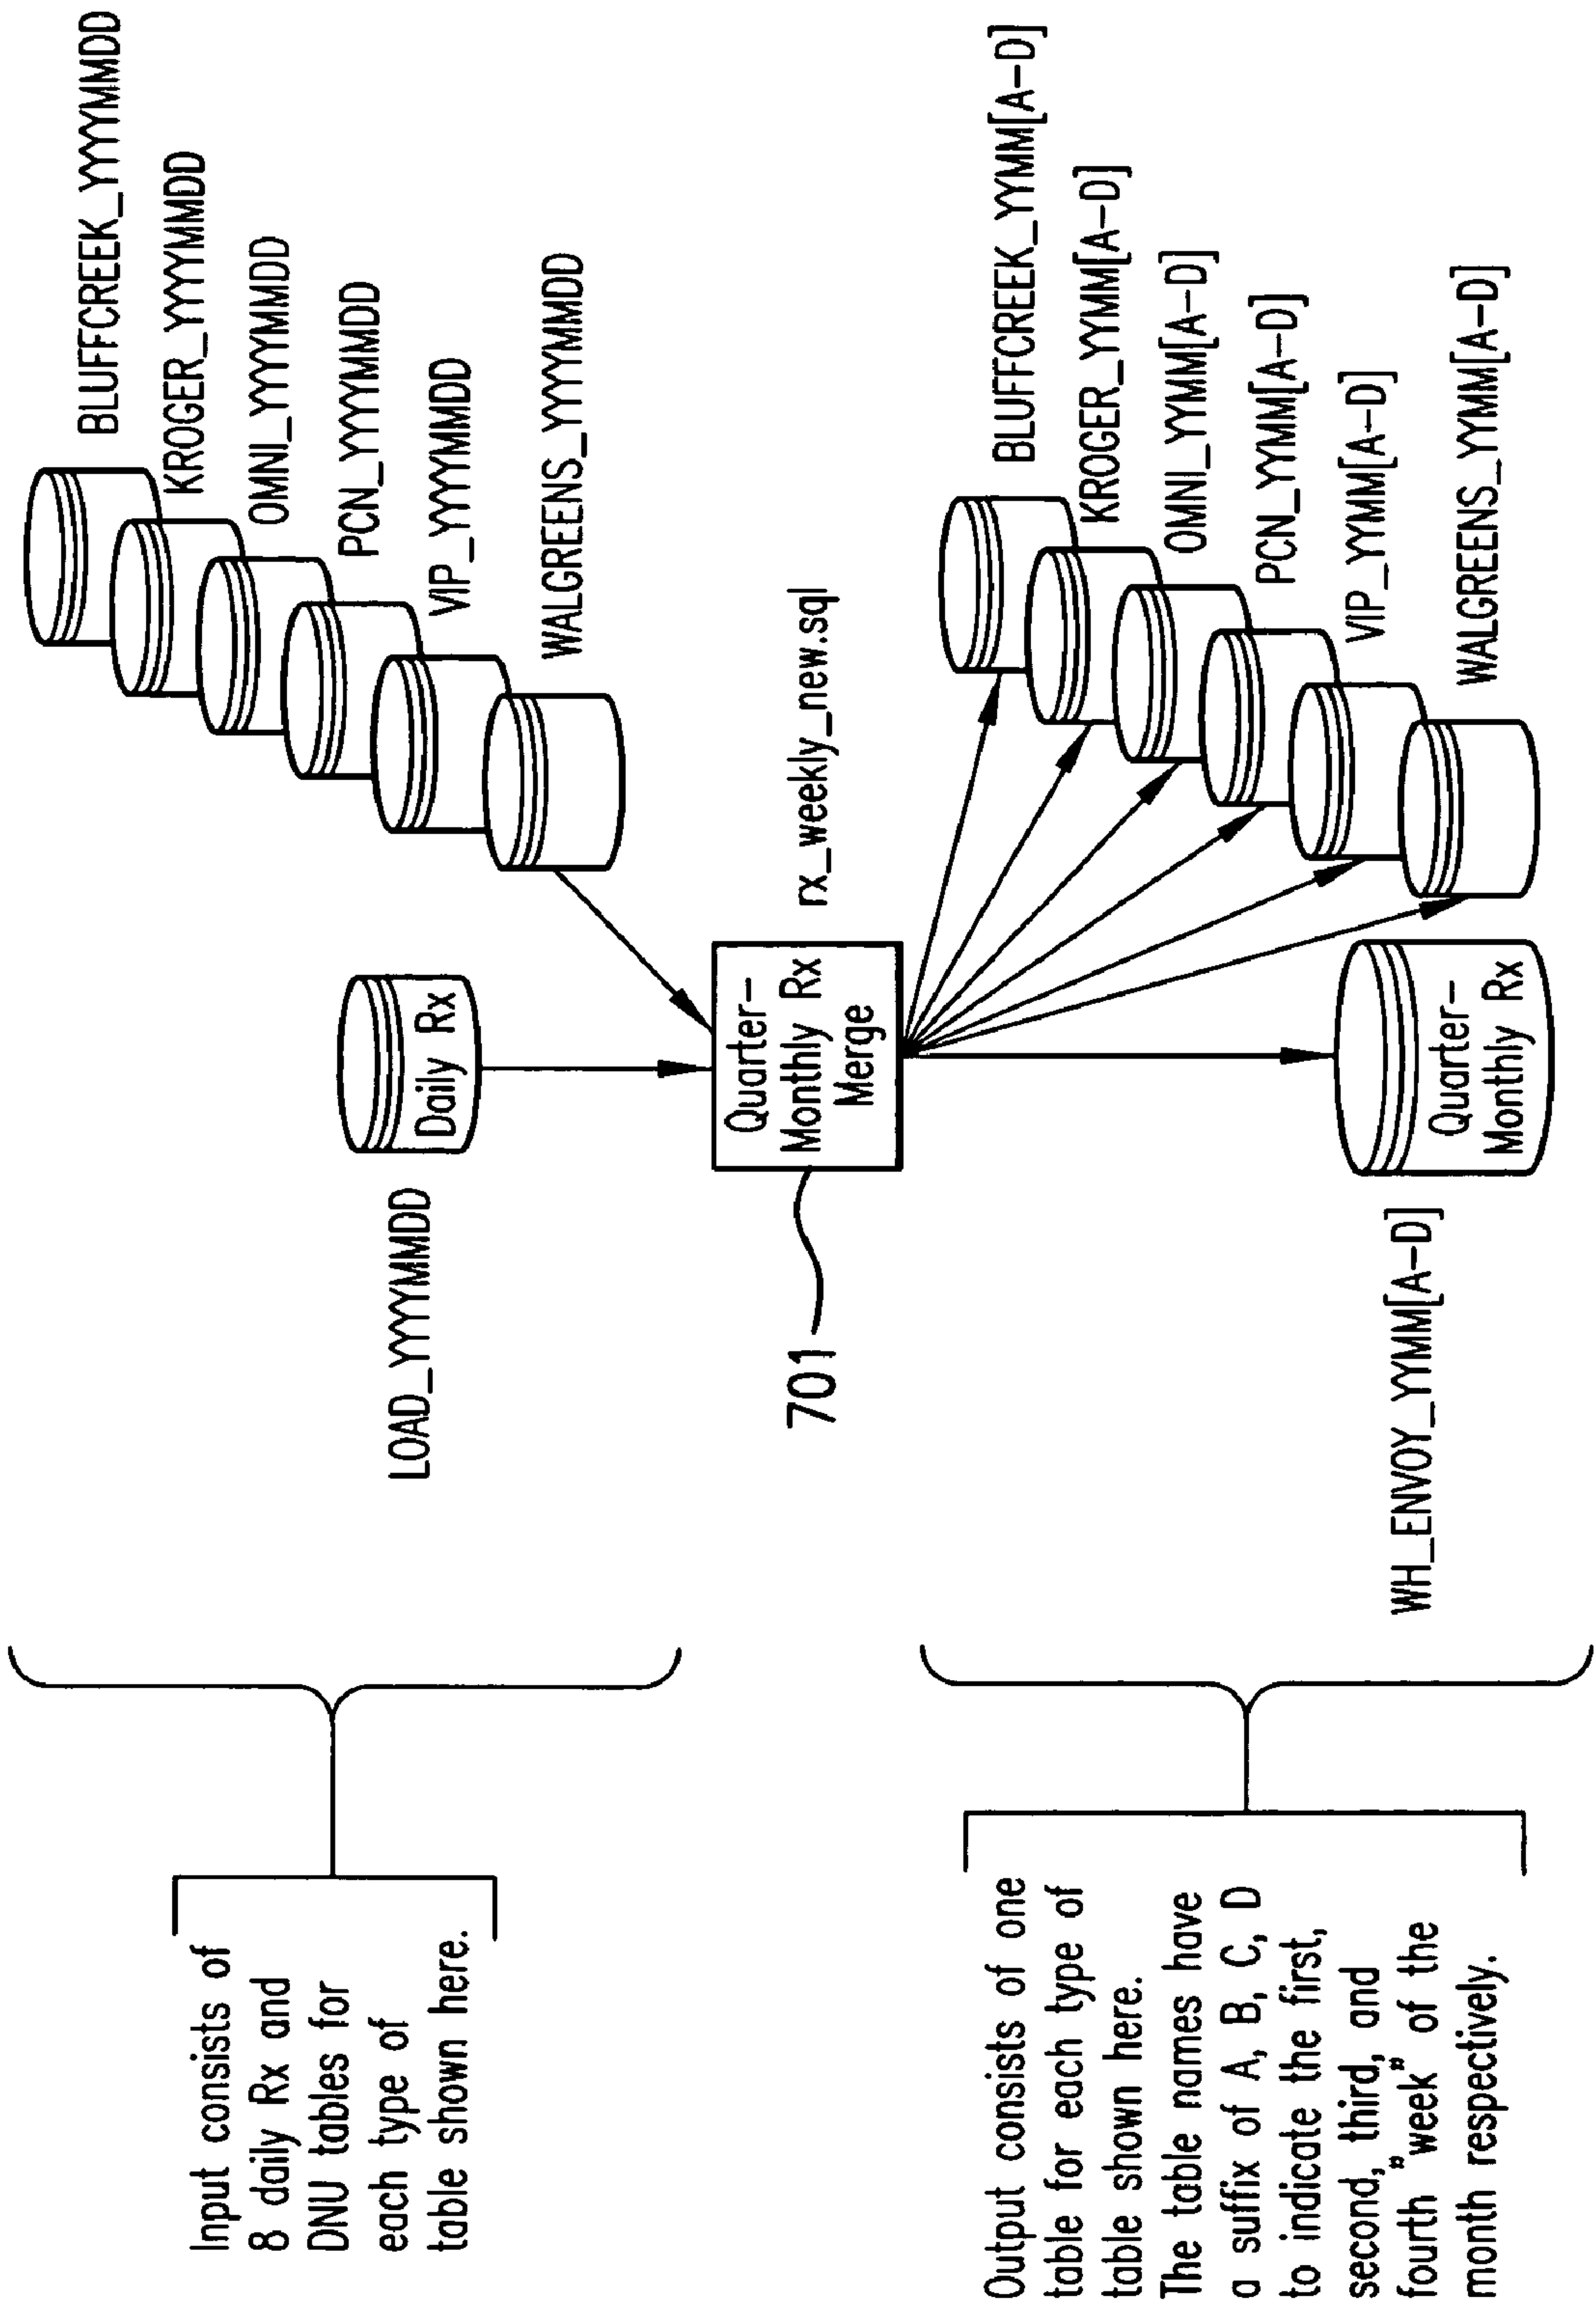 Input consists of
8 daily Rx and
DNU tables for
each type of
table shown here.
LOAD_YYYYMMDD
Daily Rx
BLUFFCREEK_YYYYMMDD
KROGER_YYYYMMDD
OMNI_YYYYMMDD
PCN_YYYYMMDD
VIP_YYYYMMDD
WALGREENS_YYYYMMDD
701
Quarter-
Monthly Rx
Merge
rx_weekly_new.sql
Output consists of one
table for each type of
table shown here.
The table names have
a suffix of A, B, C, D
to indicate the first,
second, third, and
fourth "week" of the
month respectively.
WH_ENVOY_YYMM[A-D]
Quarter-
Monthly Rx
BLUFFCREEK_YYMM[A-D]
KROGER_YYMM[A-D]
OMNI_YYMM[A-D]
PCN_YYMM[A-D]
VIP_YYMM[A-D]
WALGREENS_YYMM[A-D]